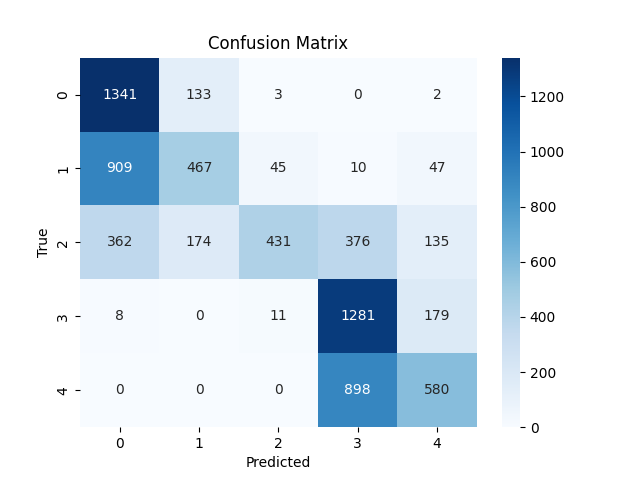 Confusion Matrix
True
0 1341 133 3 0 2
1 909 467 45 10 47
2 362 174 431 376 135
3 8 0 11 1281 179
4 0 0 0 898 580
0 1 2 3 4
Predicted
1200
1000
800
600
400
200
0